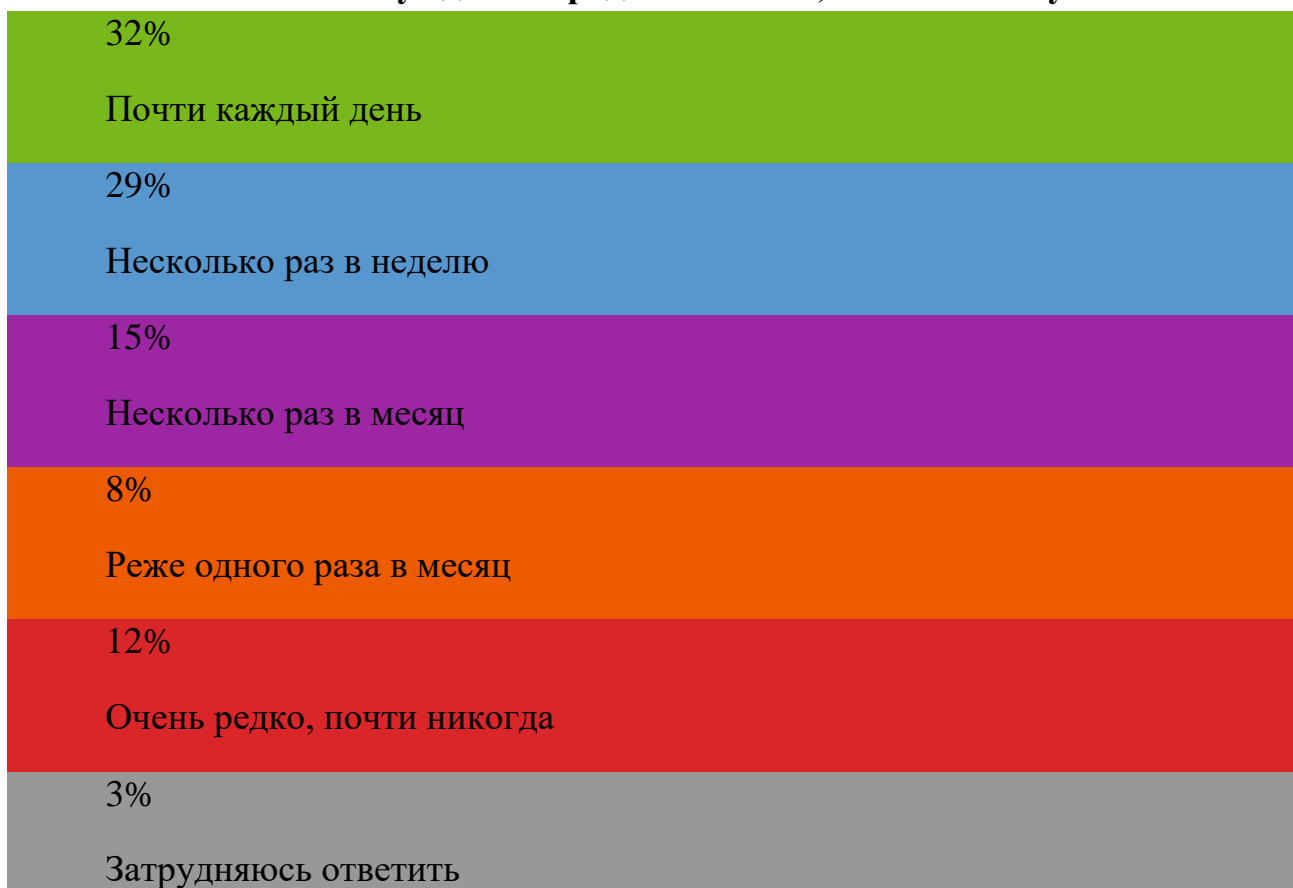 32%
Почти каждый день
29%
Несколько раз в неделю
15%
Несколько раз в месяц
8%
Реже одного раза в месяц
12%
Очень редко, почти никогда
3%
Затрудняюсь ответить